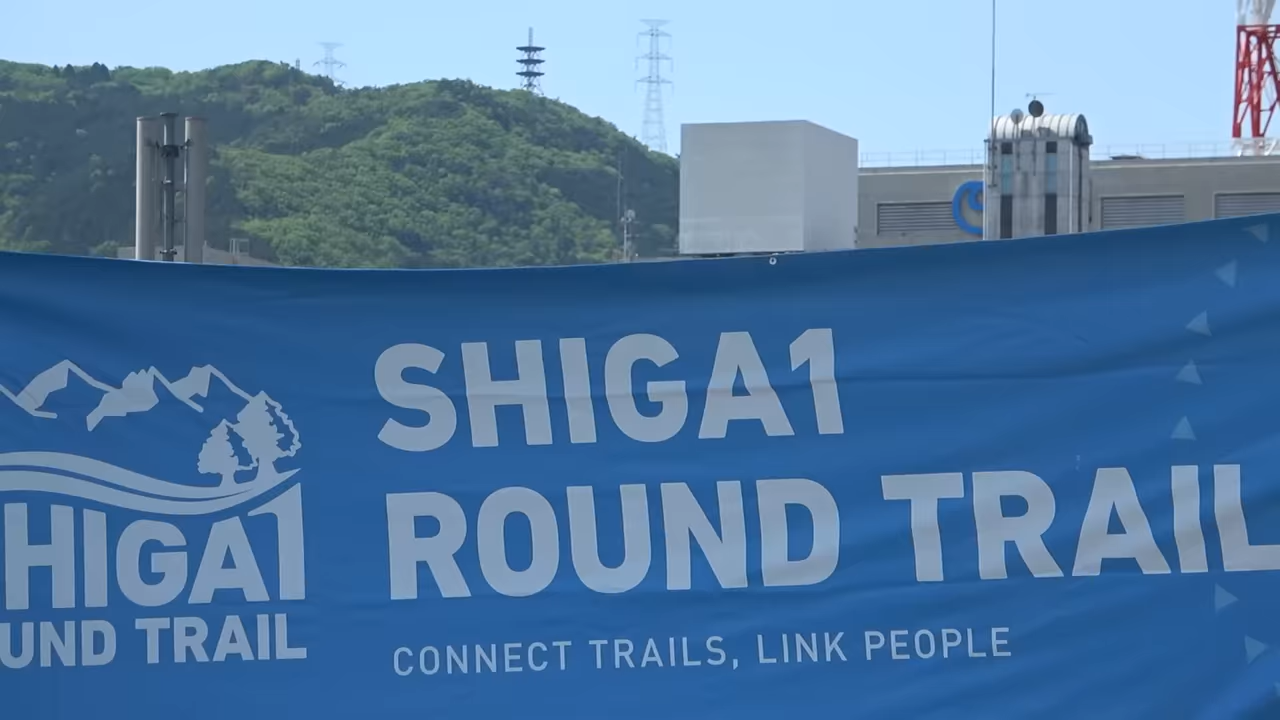 SHIGA1
ROUND TRAIL
CONNECT TRAILS, LINK PEOPLE
HIGA1
UND TRAIL